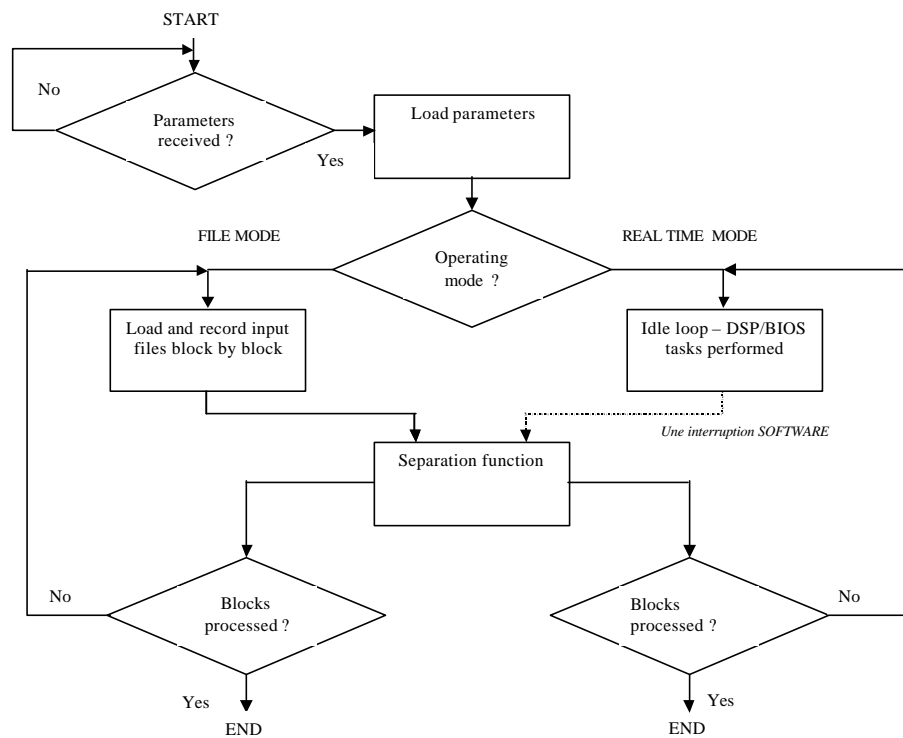 START
No
Parameters
received ?
Yes
Load parameters
FILE MODE
Operating
mode ?
REAL TIME MODE
Load and record input
files block by block
Idle loop – DSP/BIOS
tasks performed
Une interruption SOFTWARE
Separation function
No
Blocks
processed ?
Blocks
processed ?
No
Yes
END
Yes
END